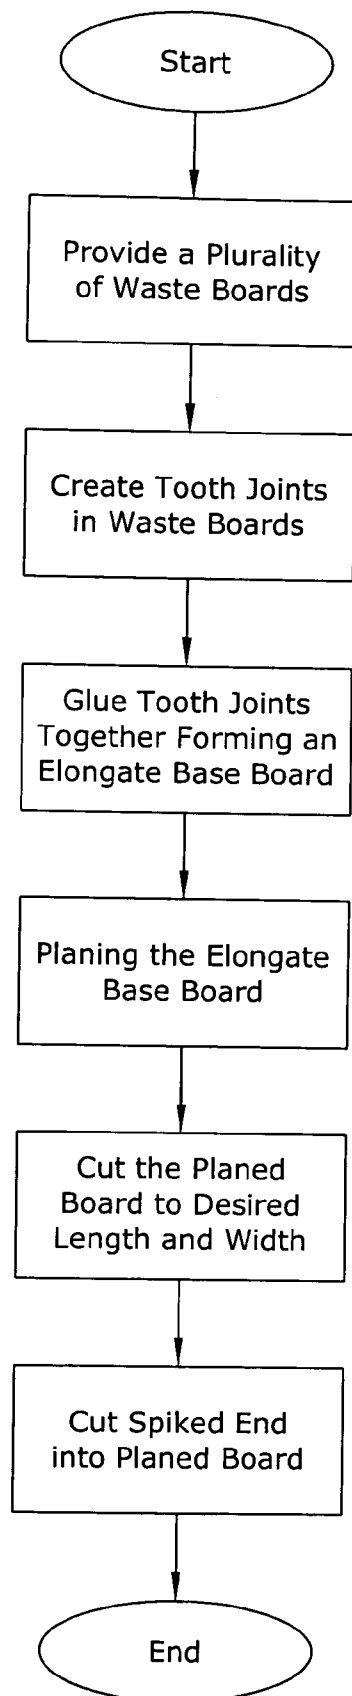 Start
Provide a Plurality
of Waste Boards
Create Tooth Joints
in Waste Boards
Glue Tooth Joints
Together Forming an
Elongate Base Board
Planing the Elongate
Base Board
Cut the Planed
Board to Desired
Length and Width
Cut Spiked End
into Planed Board
End